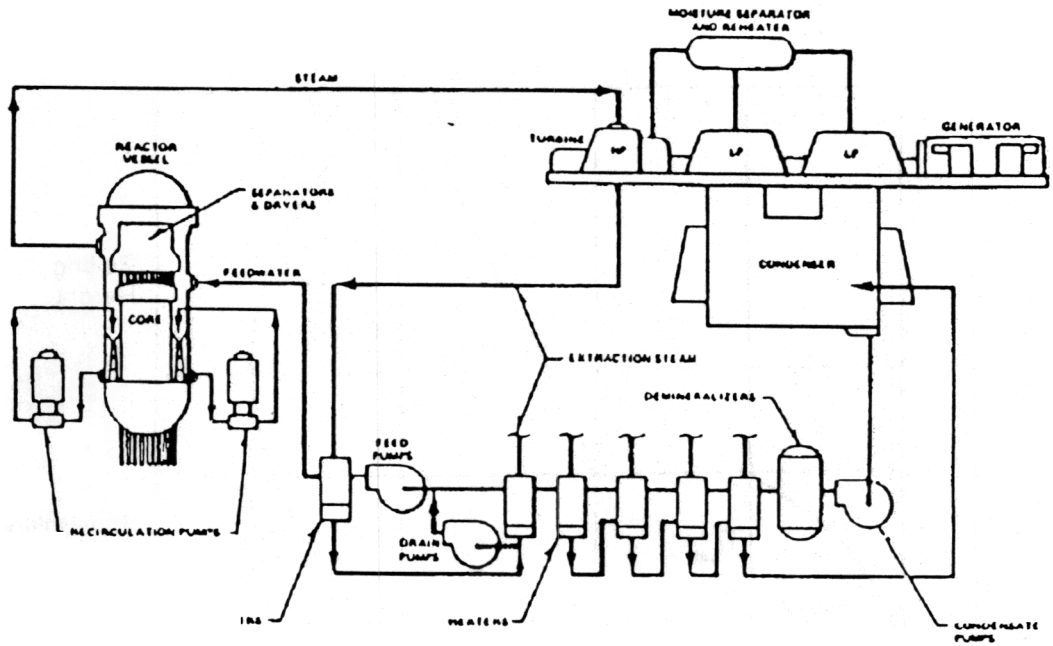 MOISTURE SEPARATOR
AND REHEATER
STEAM
TURBINE
HP
LP
LP
GENERATOR
REACTOR
VESSEL
SEPARATORS
& DRYERS
FEEDWATER
CONDENSER
CORE
EXTRACTION STEAM
DEMINERALIZERS
FEED
PUMPS
RECIRCULATION PUMPS
DRAIN
PUMPS
HEATERS
CONDENSATE
PUMPS